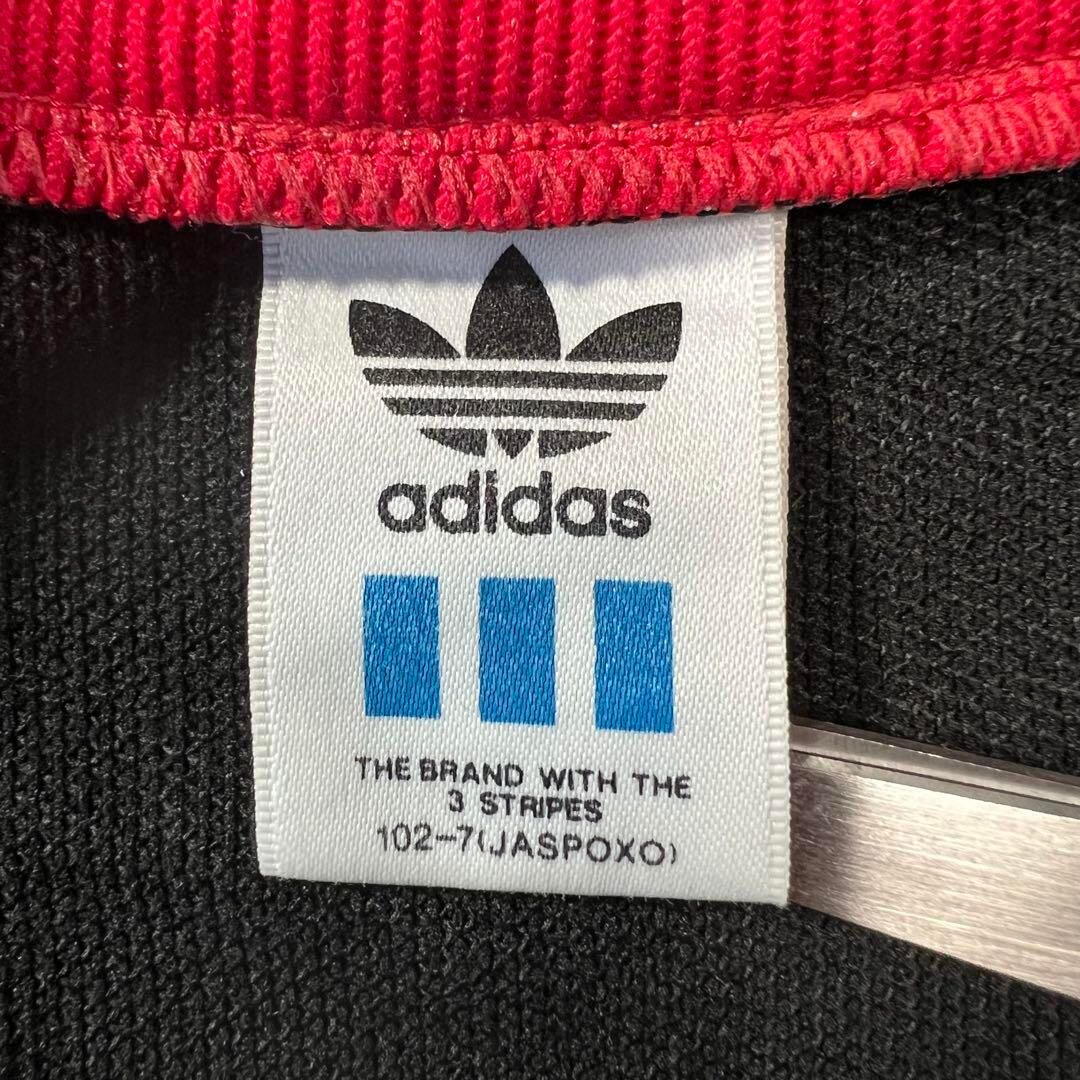 adidas
THE BRAND WITH THE
3 STRIPES
102-7(JASPOXO)